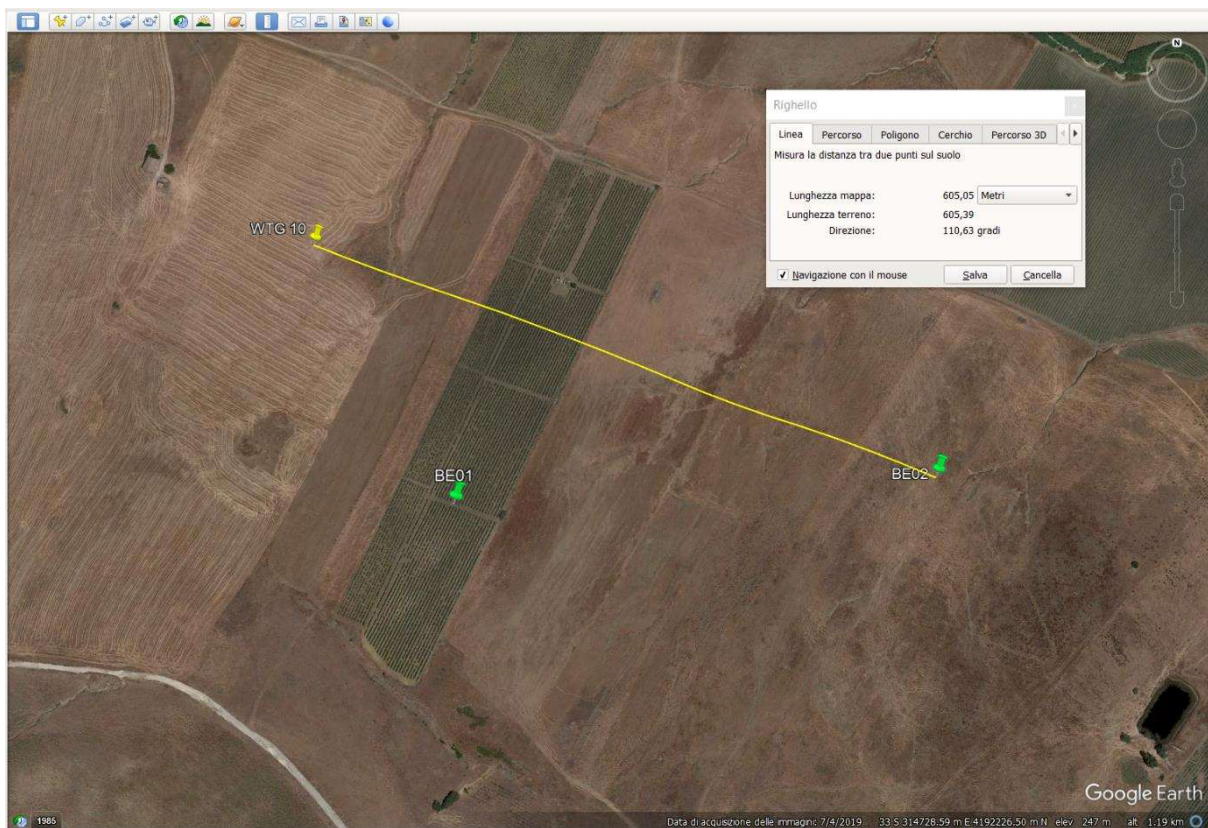 Righello
Linea Percorso Poligono Cerchio Percorso 3D
Misura la distanza tra due punti sul suolo
Lunghezza mappa: 605,05 Metri
Lunghezza terreno: 605,39
Direzione: 110,63 gradi
Navigazione con il mouse Salva Cancella
N
WTG 10
BE01
BE02
Google Earth
1985
Data di acquisizione delle immagini: 7/4/2019 33 S 314728.59 m E 4192226.50 m N elev 247 m alt 1.19 km